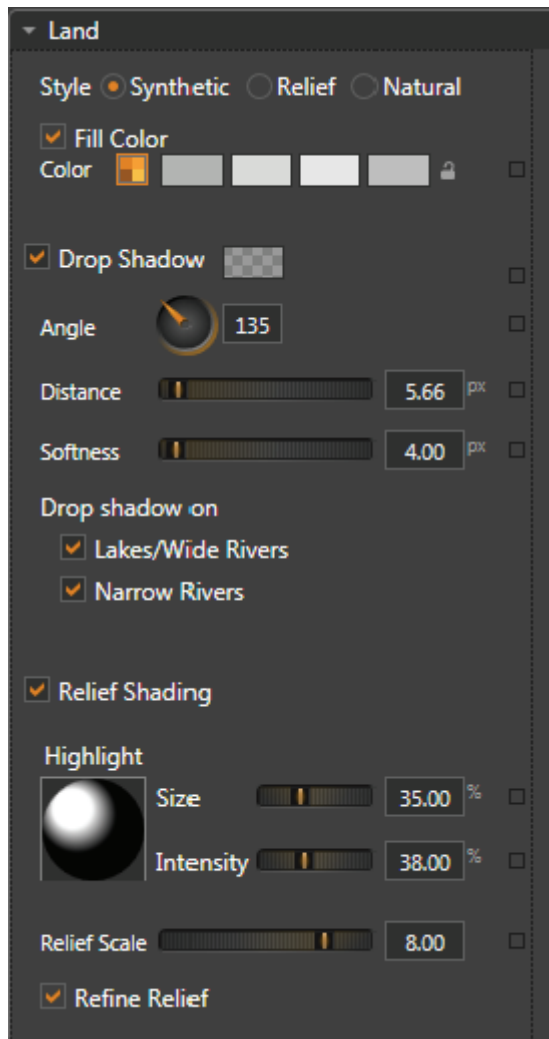 Land
Style Synthetic Relief Natural
Fill Color
Color
Drop Shadow
Angle 135
Distance 5.66 px
Softness 4.00 px
Drop shadow on
Lakes/Wide Rivers
Narrow Rivers
Relief Shading
Highlight
Size 35.00 %
Intensity 38.00 %
Relief Scale 8.00
Refine Relief